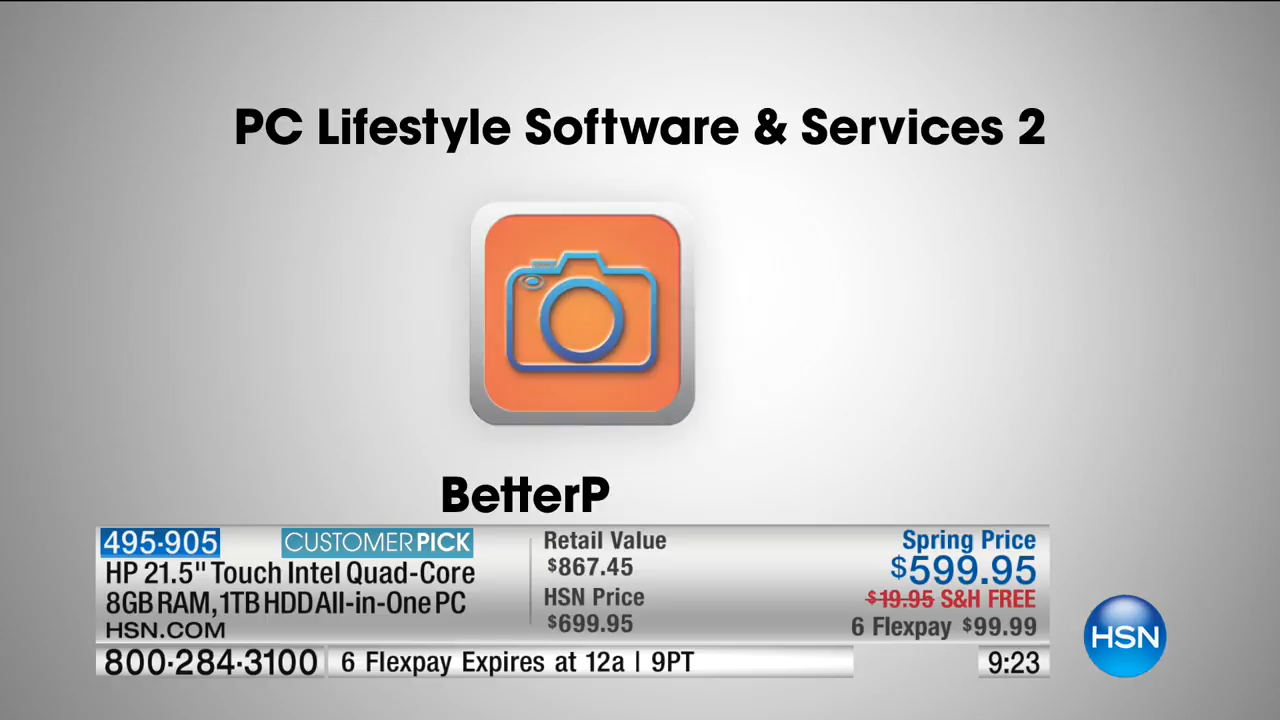 PC Lifestyle Software & Services 2
BetterP
495-905
CUSTOMER PICK
HP 21.5" Touch Intel Quad-Core
8GB RAM, 1TB HDD All-in-One PC
HSN.COM
Retail Value
$867.45
HSN Price
$699.95
Spring Price
$599.95
$19.95 S&H FREE
6 Flexpay $99.99
800·284·3100
6 Flexpay Expires at 12a | 9PT
9:23
HSN